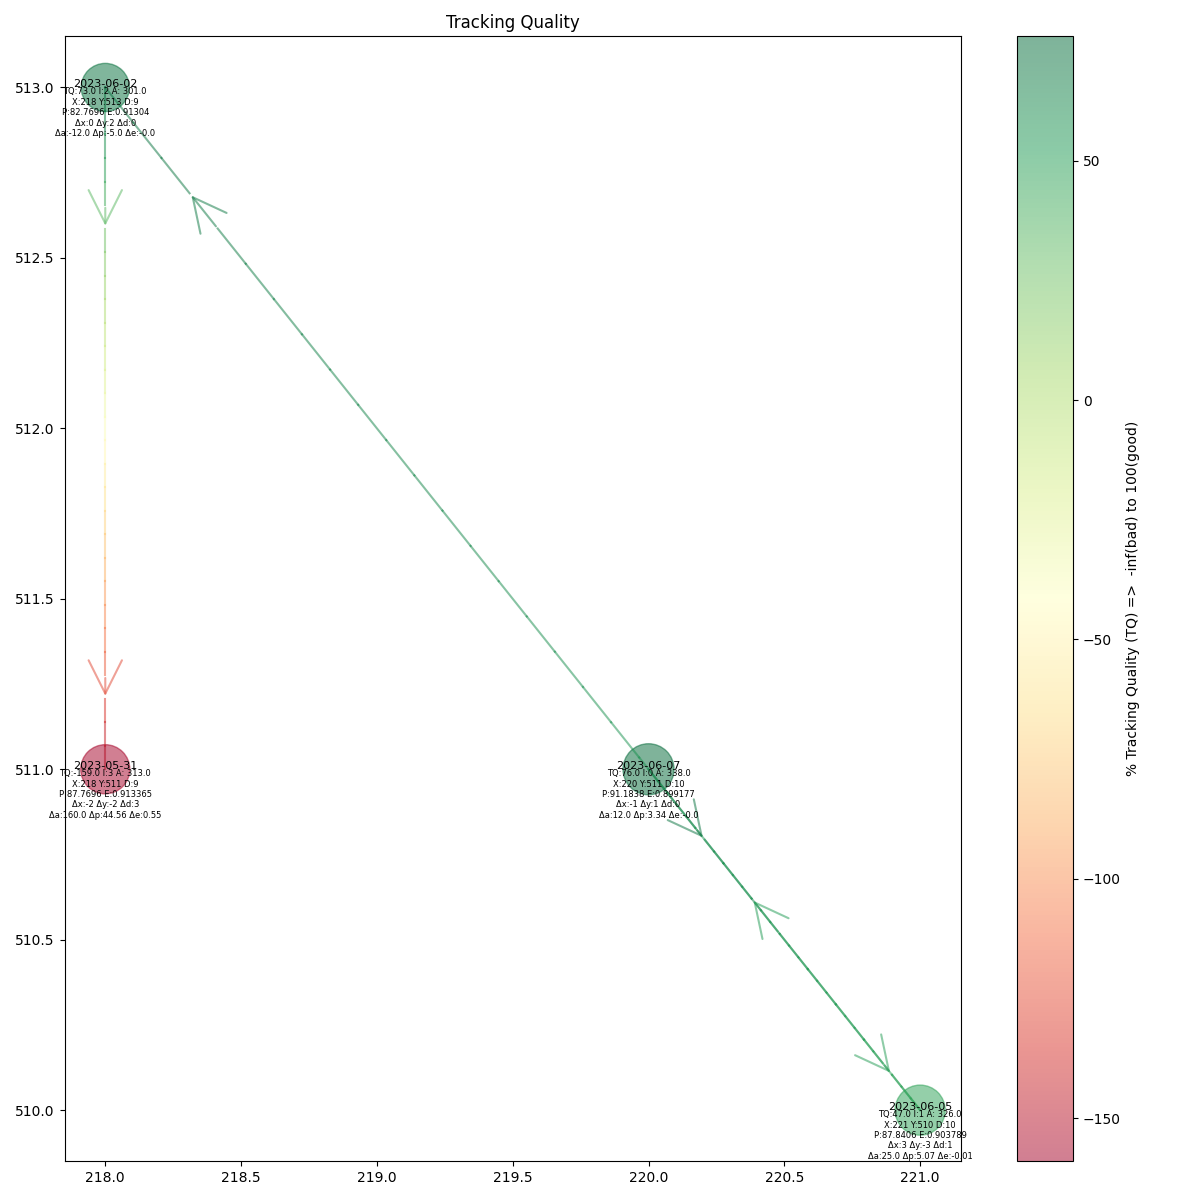 Tracking Quality
513.0
512.5
512.0
511.5
511.0
510.5
510.0
2023-06-02
TQ:73.0 I:2 A: 301.0
X:218 Y:513 D:9
P:82.7696 E:0.91304
Δx:0 Δy:2 Δd:0
Δa:-12.0 Δp:-5.0 Δe:-0.0
2023-05-31
TQ:-159.0 I:3 A: 313.0
X:218 Y:511 D:9
P:87.7696 E:0.913365
Δx:-2 Δy:-2 Δd:3
Δa:160.0 Δp:44.56 Δe:0.55
2023-06-07
TQ:76.0 I:0 A: 338.0
X:220 Y:511 D:10
P:91.1838 E:0.899177
Δx:-1 Δy:1 Δd:0
Δa:12.0 Δp:3.34 Δe:-0.0
2023-06-05
TQ:47.0 I:1 A: 326.0
X:221 Y:510 D:10
P:87.8406 E:0.903789
Δx:3 Δy:-3 Δd:1
Δa:25.0 Δp:5.07 Δe:-0.01
218.0 218.5 219.0 219.5 220.0 220.5 221.0
50
0
−50
−100
−150
% Tracking Quality (TQ) => -inf(bad) to 100(good)